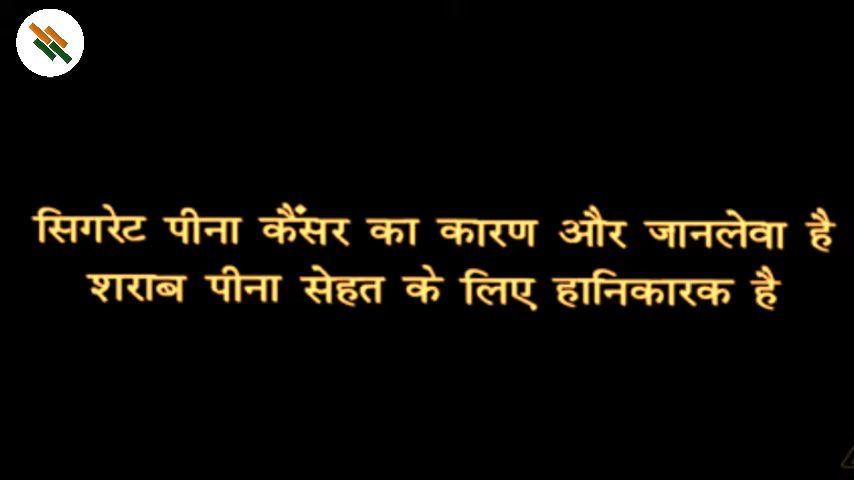 सिगरेट पीना कैंसर का कारण और जानलेवा है
शराब पीना सेहत के लिए हानिकारक है